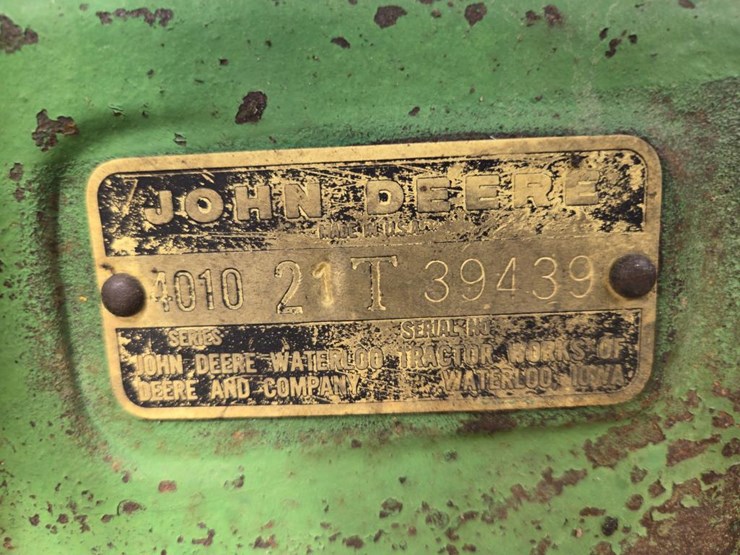 JOHN DEERE
MADE IN U.S.A.
4010 21T 39439
SERIES SERIAL NO.
JOHN DEERE WATERLOO TRACTOR WORKS OF
DEERE AND COMPANY WATERLOO, IOWA